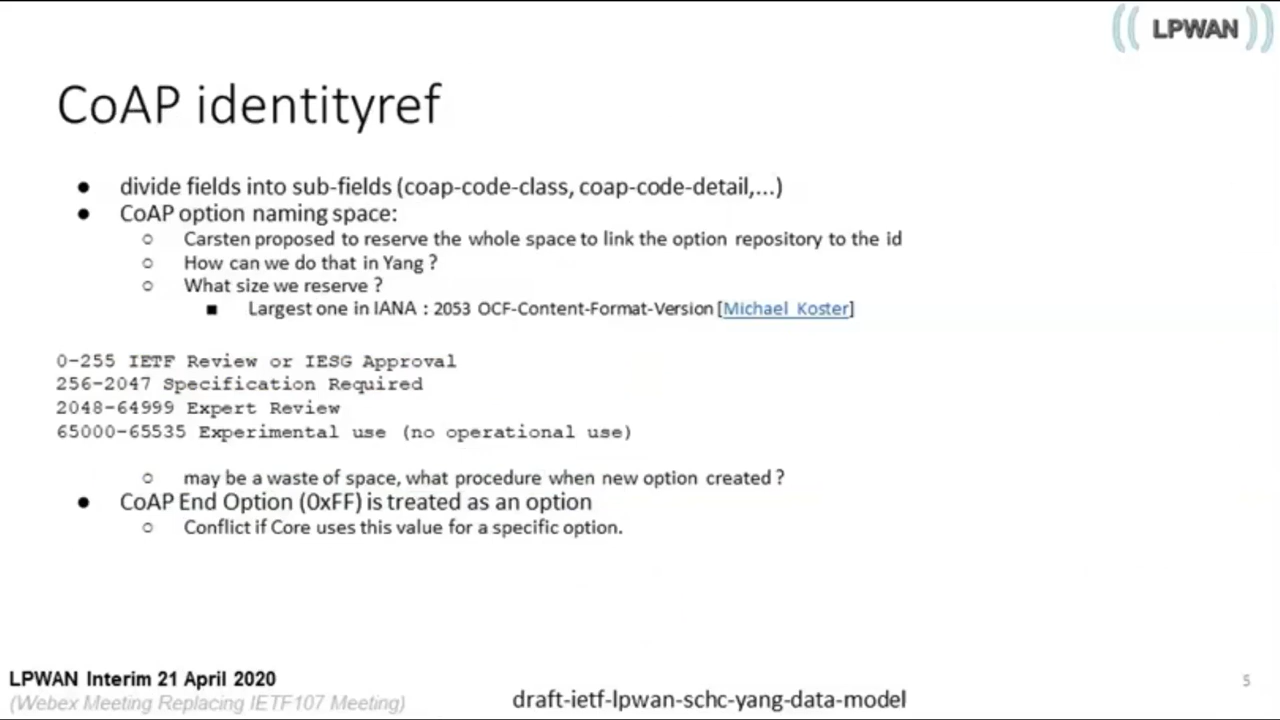 LPWAN
CoAP identityref
● divide fields into sub-fields (coap-code-class, coap-code-detail,...)
● CoAP option naming space:
○ Carsten proposed to reserve the whole space to link the option repository to the id
○ How can we do that in Yang ?
○ What size we reserve ?
■ Largest one in IANA : 2053 OCF-Content-Format-Version [Michael Koster]
0-255 IETF Review or IESG Approval
256-2047 Specification Required
2048-64999 Expert Review
65000-65535 Experimental use (no operational use)
○ may be a waste of space, what procedure when new option created ?
● CoAP End Option (0xFF) is treated as an option
○ Conflict if Core uses this value for a specific option.
LPWAN Interim 21 April 2020
5
(Webex Meeting Replacing IETF107 Meeting)
draft-ietf-lpwan-schc-yang-data-model